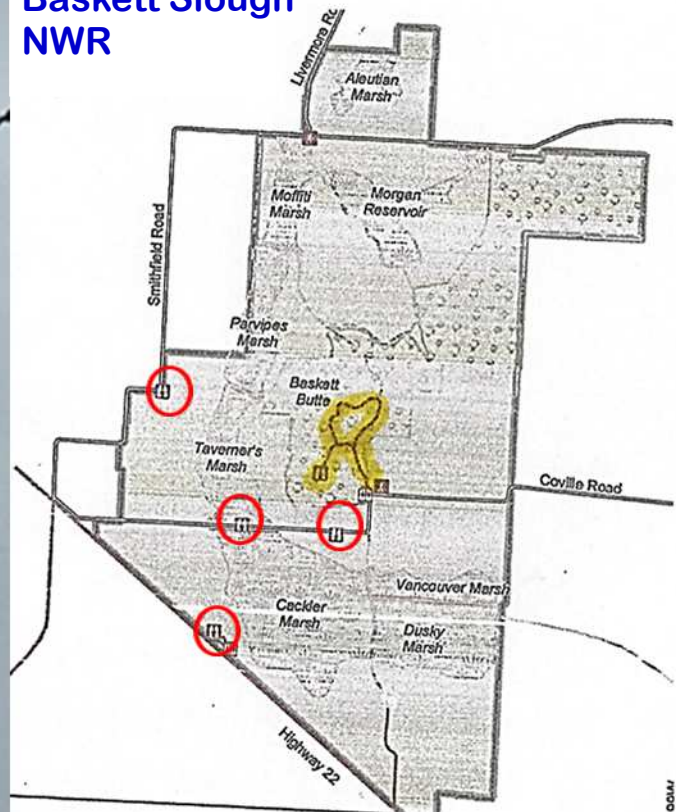 Baskett Slough
NWR
Livermore
Aleutian
Marsh
Moffiti
Marsh
Morgan
Reservoir
Smithfield Road
Parvipes
Marsh
Baskett
Butte
Taverner's
Marsh
Coville Road
Vancouver Marsh
Cackler
Marsh
Dusky
Marsh
Highway 22